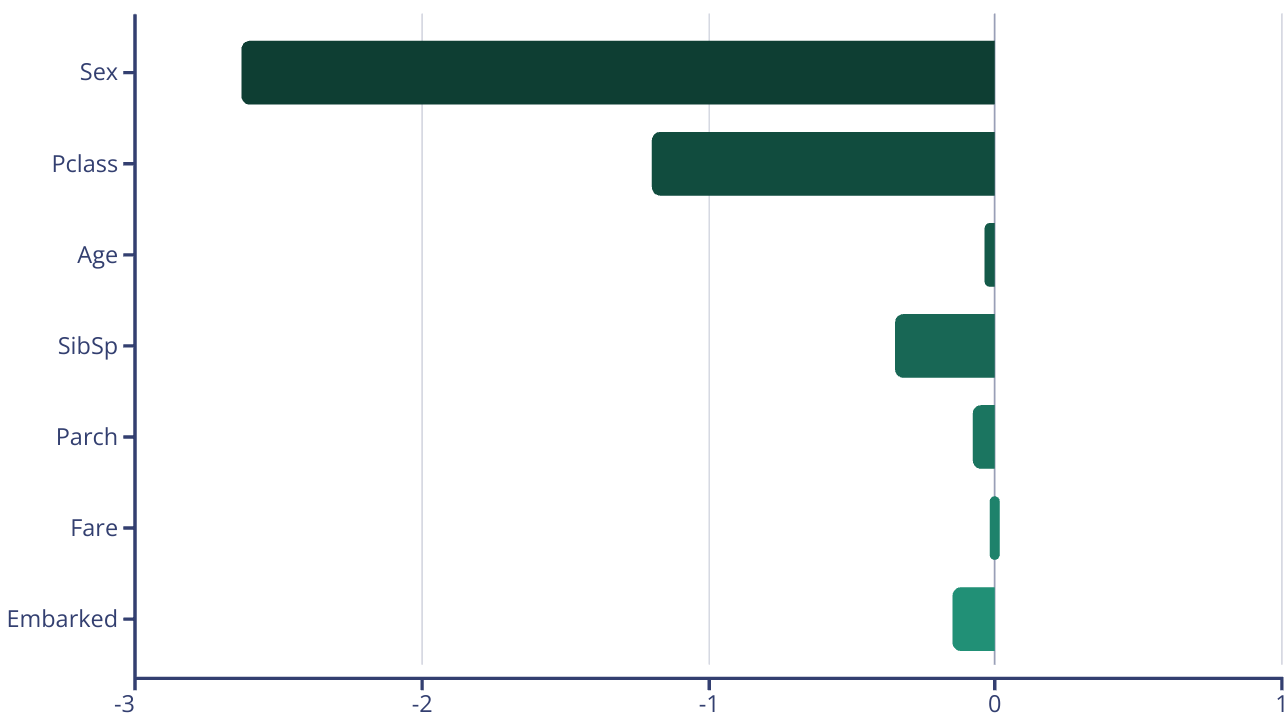 Sex
Pclass
Age
SibSp
Parch
Fare
Embarked
-3 -2 -1 0 1